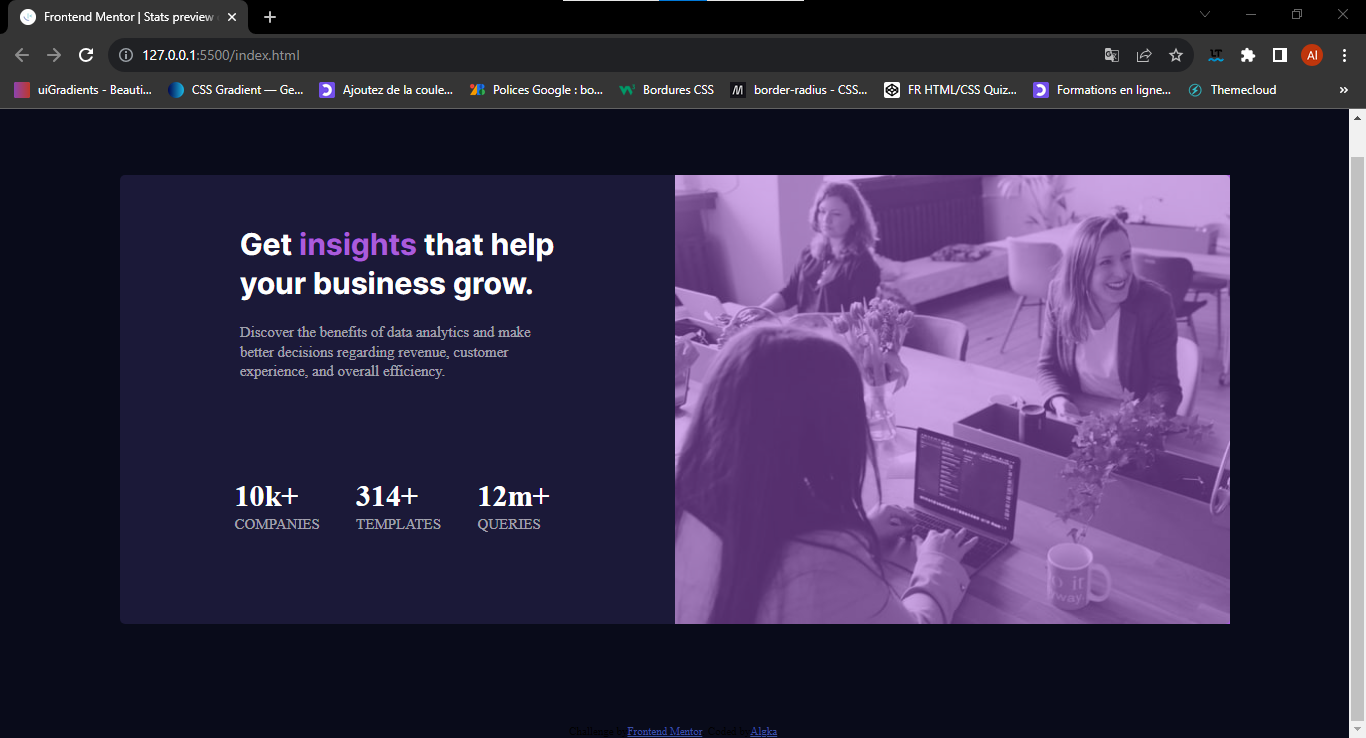 Frontend Mentor | Stats preview
127.0.0.1:5500/index.html
AI
uiGradients - Beauti...
CSS Gradient — Ge...
Ajoutez de la coule...
Polices Google : bo...
Bordures CSS
border-radius - CSS...
FR HTML/CSS Quiz...
Formations en ligne...
Themecloud
»
Get insights that help
your business grow.
Discover the benefits of data analytics and make
better decisions regarding revenue, customer
experience, and overall efficiency.
10k+ 314+ 12m+
COMPANIES TEMPLATES QUERIES
Challenge by Frontend Mentor. Coded by Algka